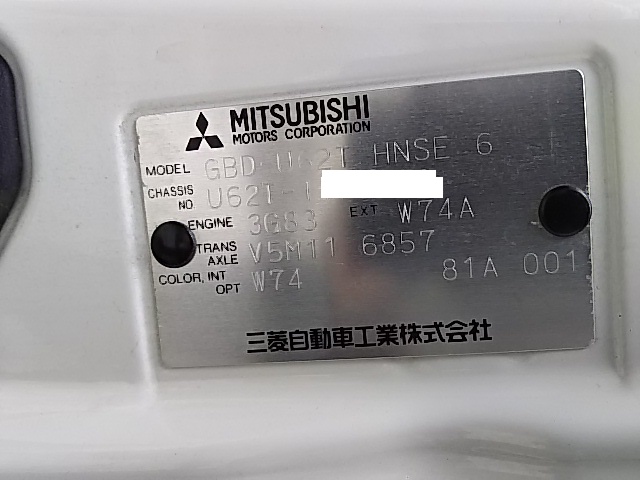 MITSUBISHI
MOTORS CORPORATION
MODEL GBD-U62T HNSE 6
CHASSIS NO U62T-
ENGINE 3G83 EXT W74A
TRANS AXLE V5M11 6857
COLOR, INT OPT W74 81A 001
三菱自動車工業株式会社